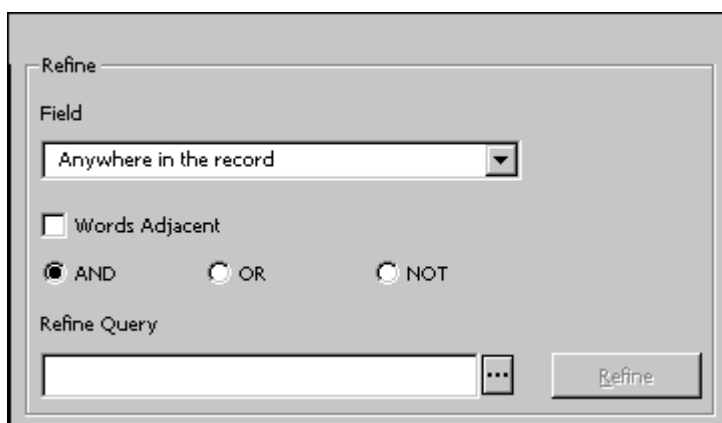 Refine
Field
Anywhere in the record
Words Adjacent
AND OR NOT
Refine Query
... Refine